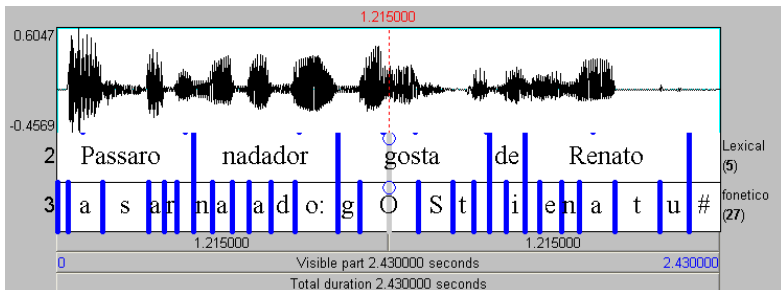 1.215000
0.6047
-0.4569
2 Passaro nadador gosta de Renato Lexical (5)
3 a s a r n a a d o: g O S t i e n a t u # fonetico (27)
1.215000 1.215000
0 Visible part 2.430000 seconds 2.430000
Total duration 2.430000 seconds